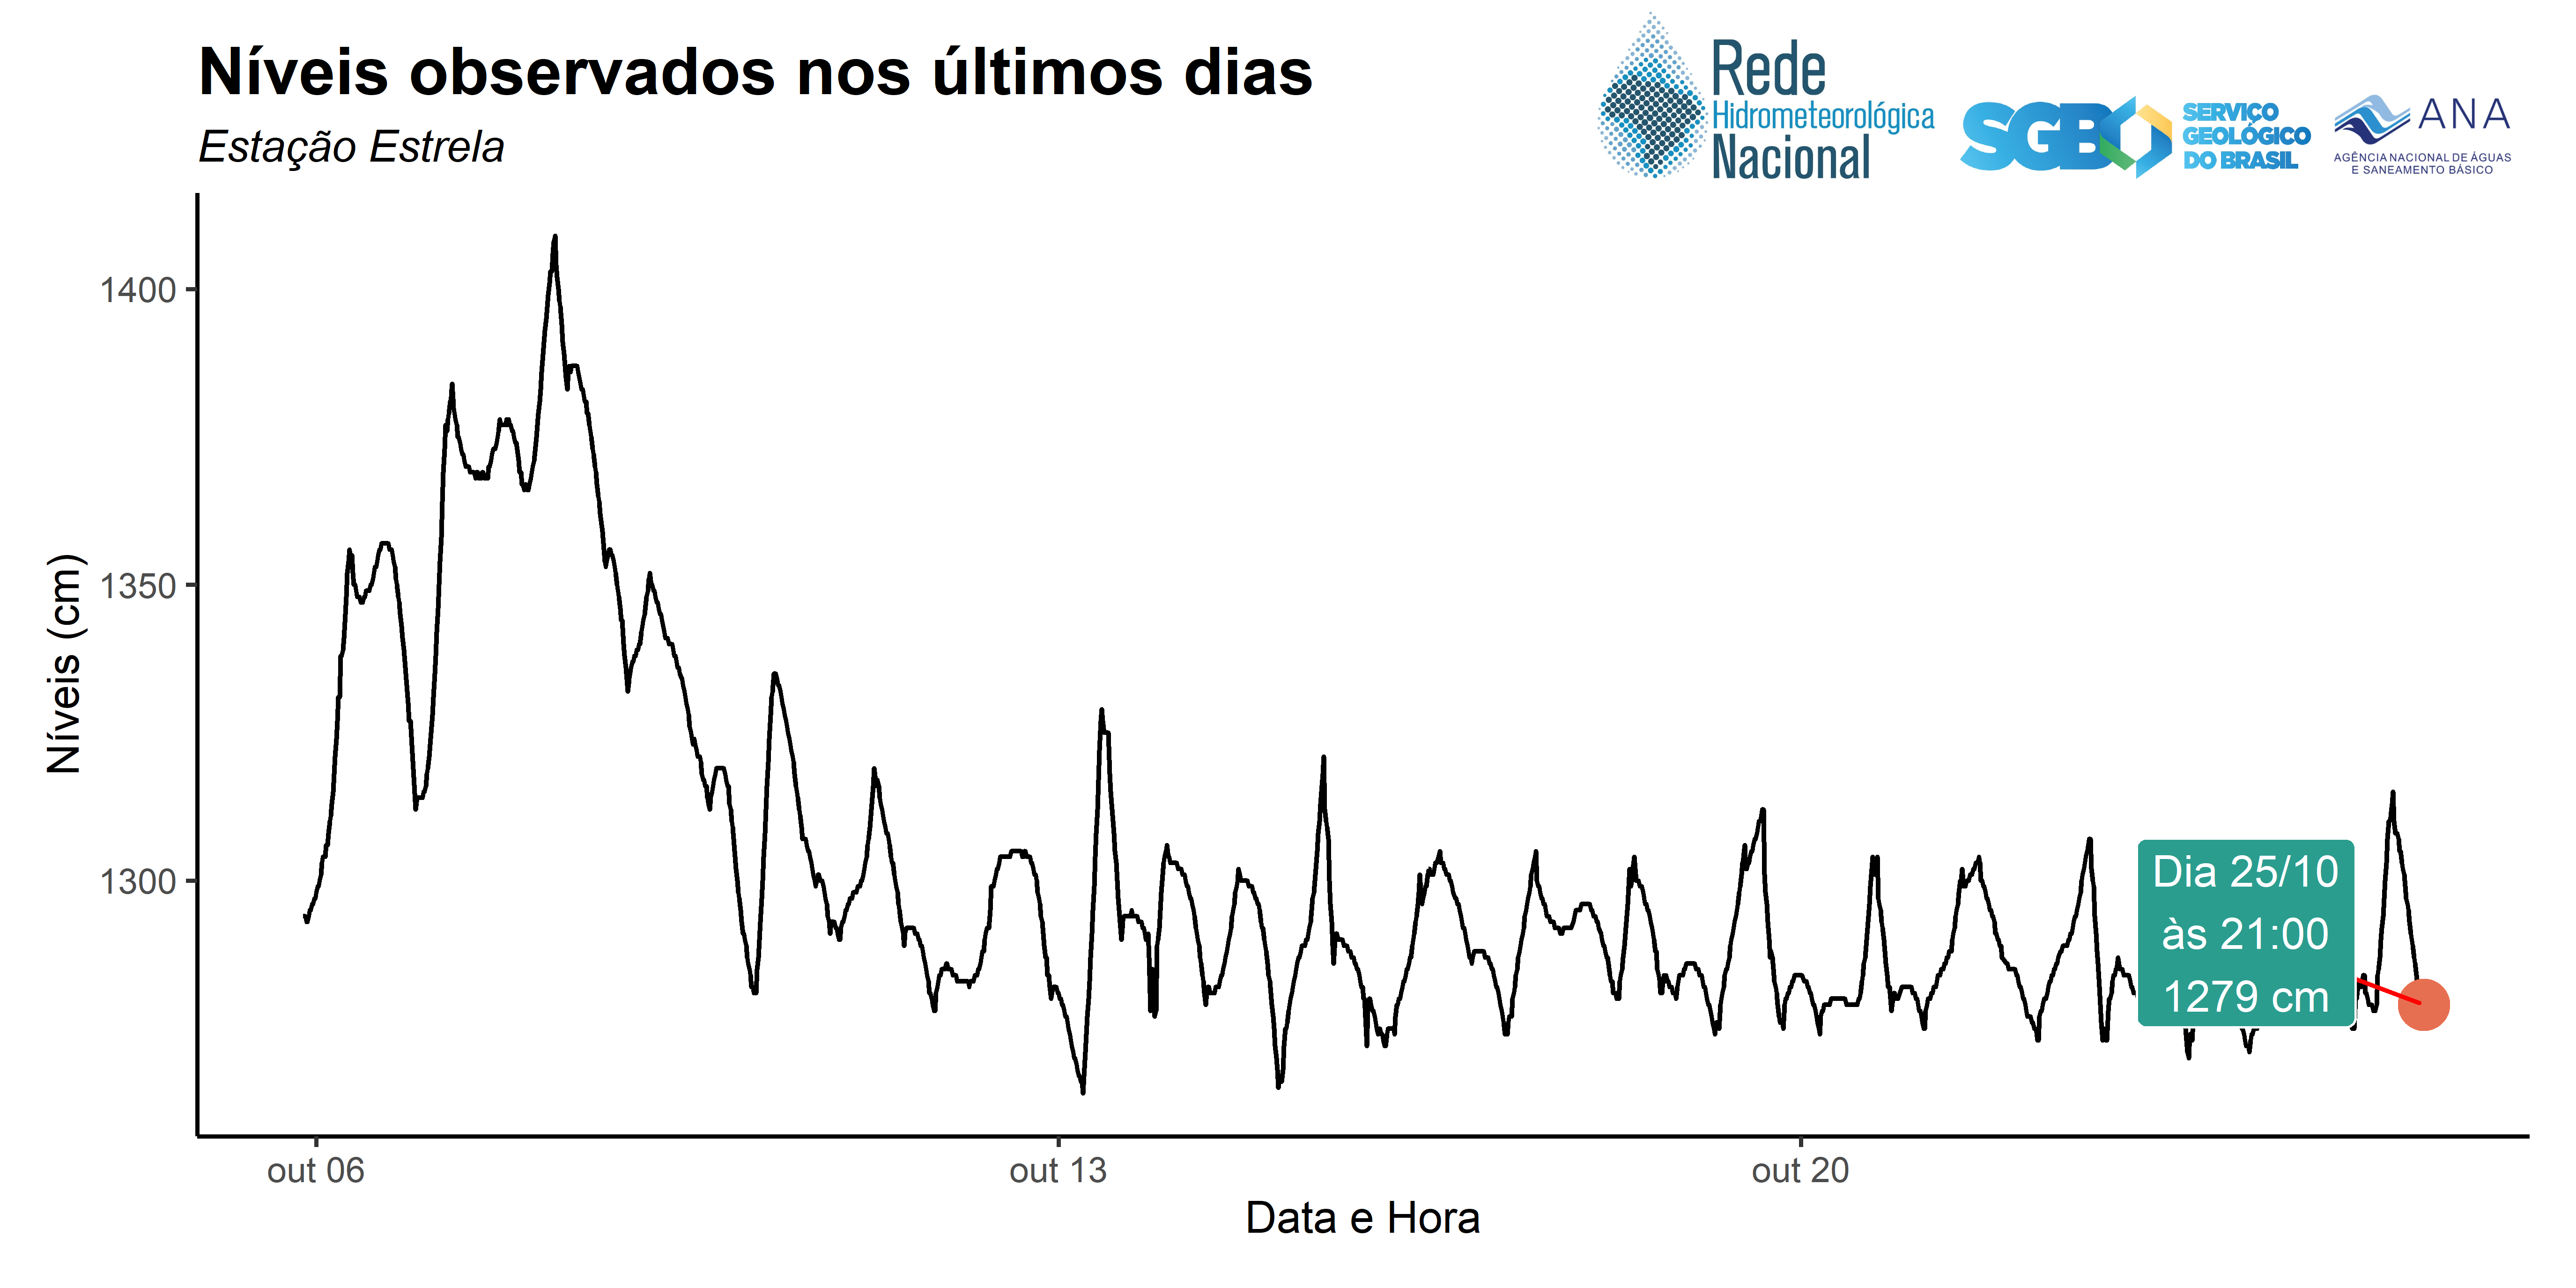 Níveis observados nos últimos dias
Estação Estrela
Rede
Hidrometeorológica
Nacional
SGB
SERVIÇO
GEOLÓGICO
DO BRASIL
ANA
AGÊNCIA NACIONAL DE ÁGUAS
E SANEAMENTO BÁSICO
Níveis (cm)
1400
1350
1300
Dia 25/10
às 21:00
1279 cm
out 06
out 13
out 20
Data e Hora